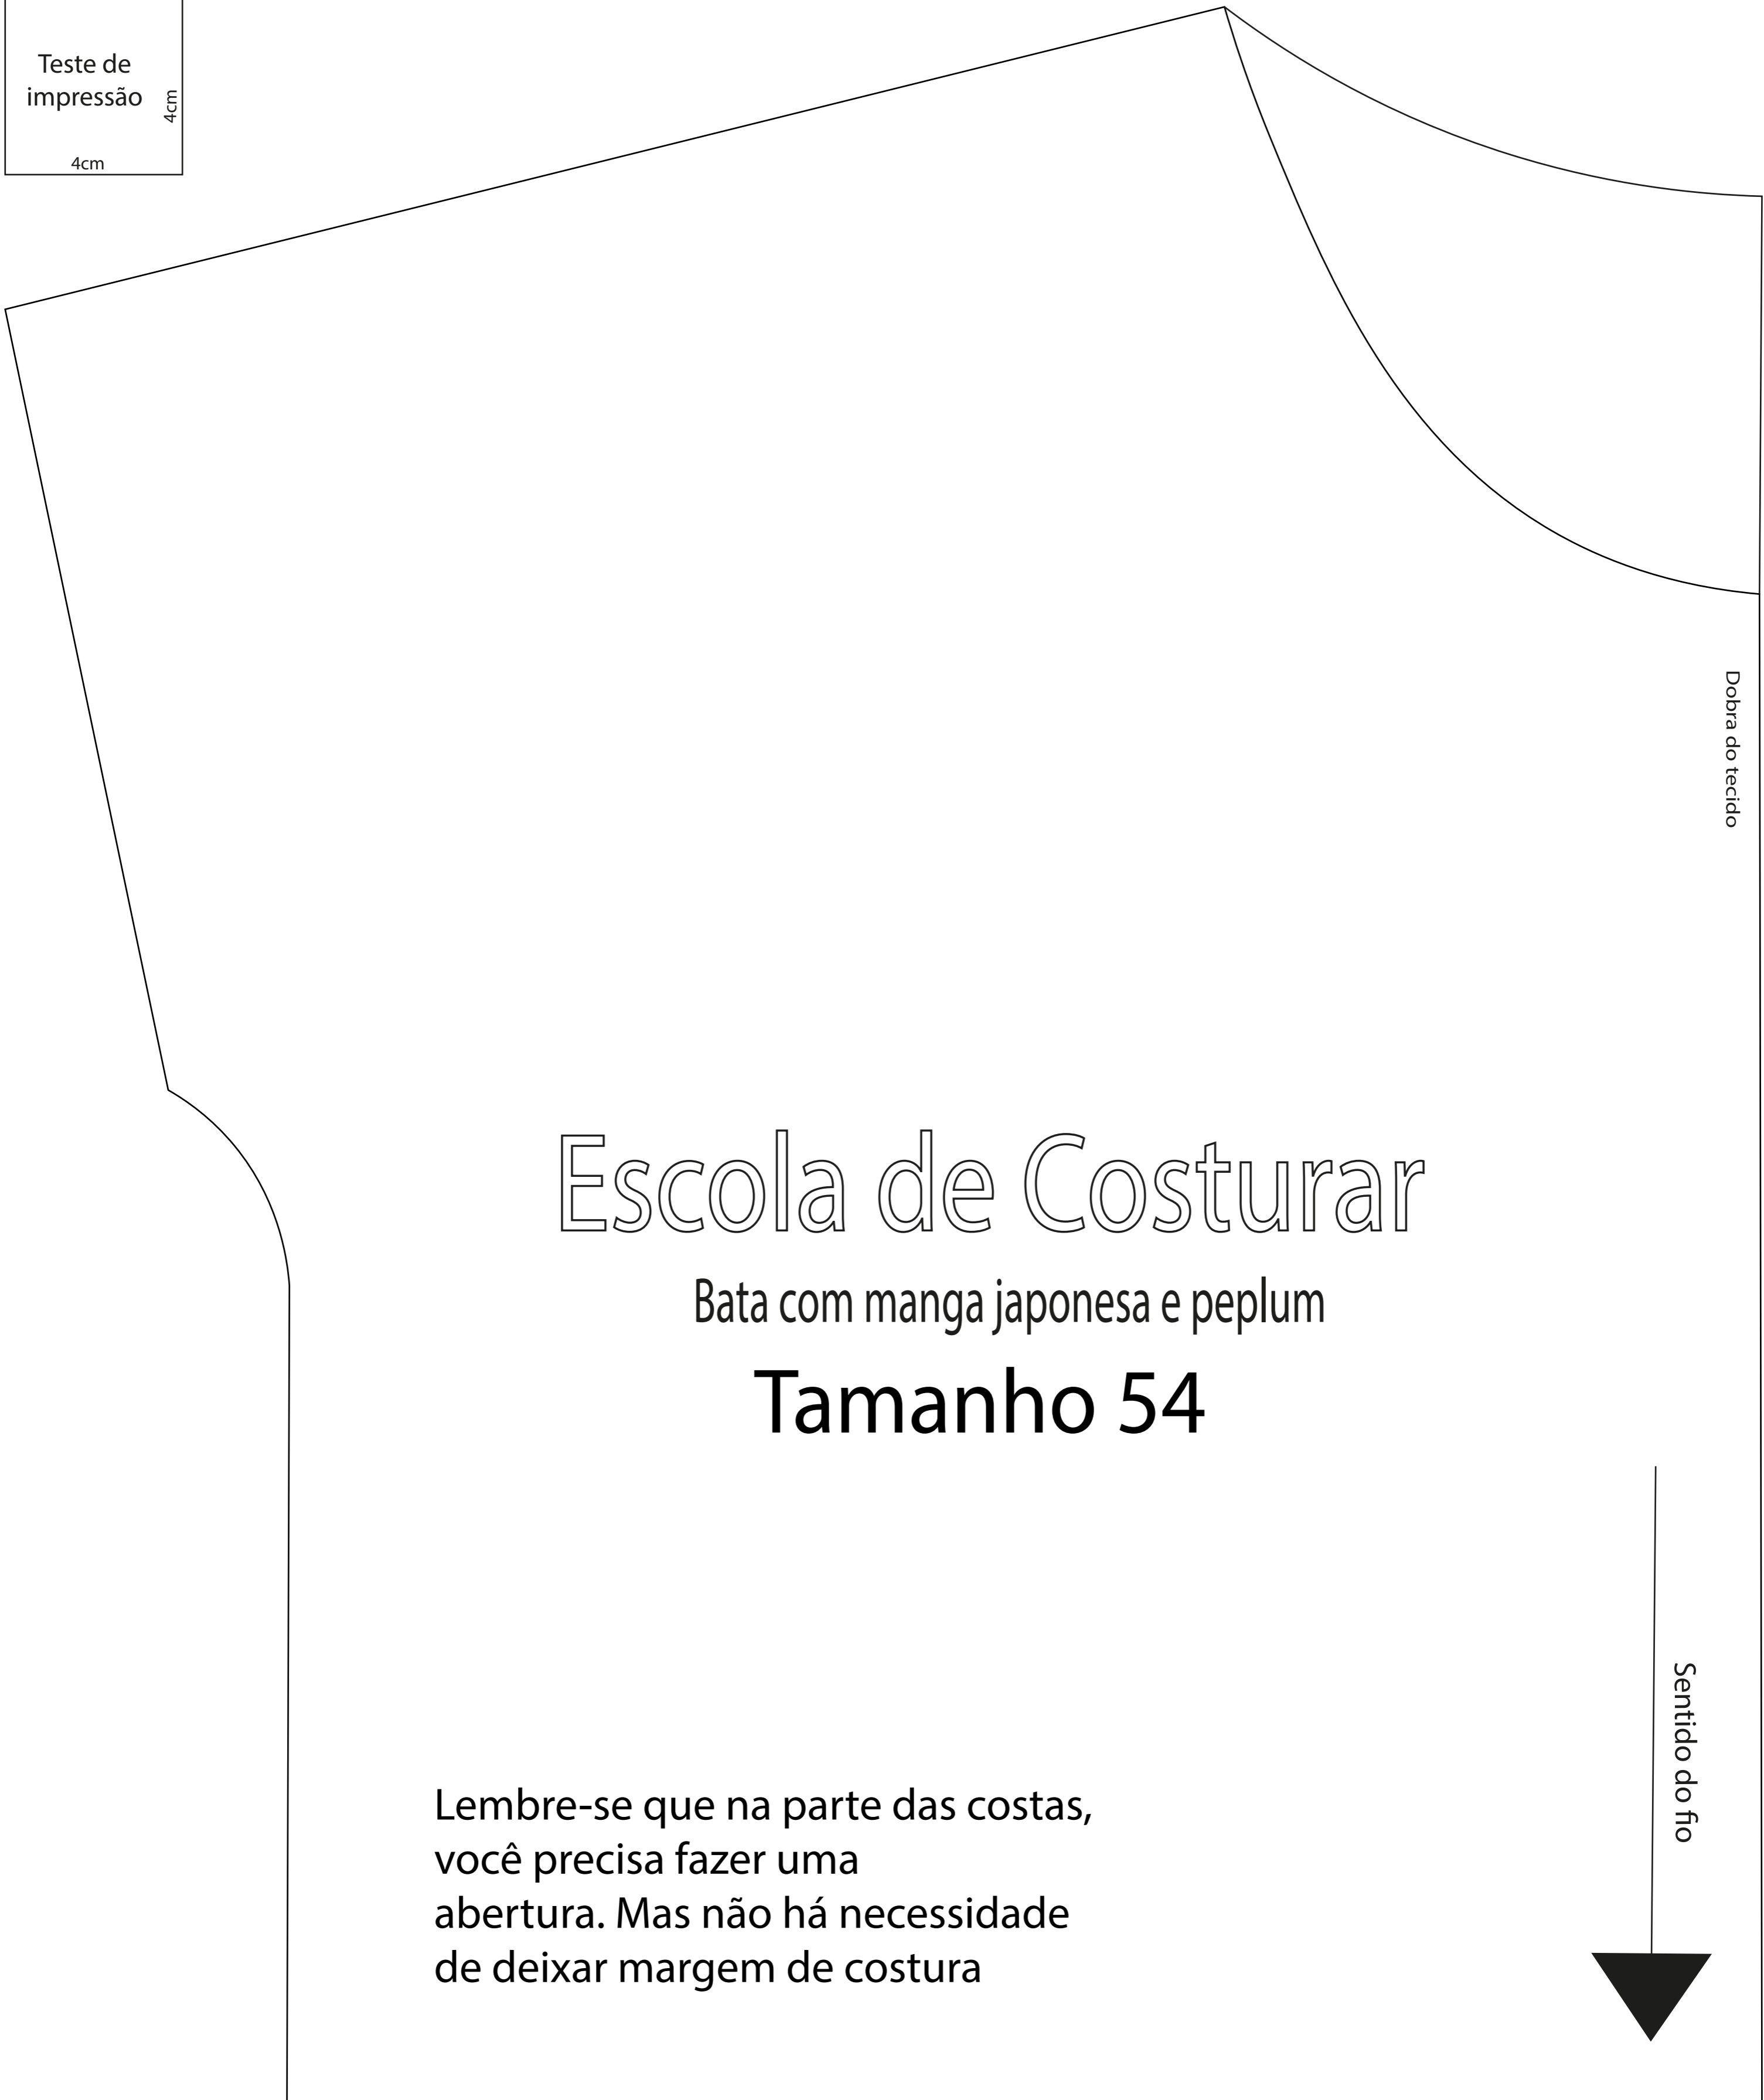 Teste de
impressão
4cm
4cm
Dobra do tecido
Escola de Costurar
Bata com manga japonesa e peplum
Tamanho 54
Sentido do fio
Lembre-se que na parte das costas,
você precisa fazer uma
abertura. Mas não há necessidade
de deixar margem de costura